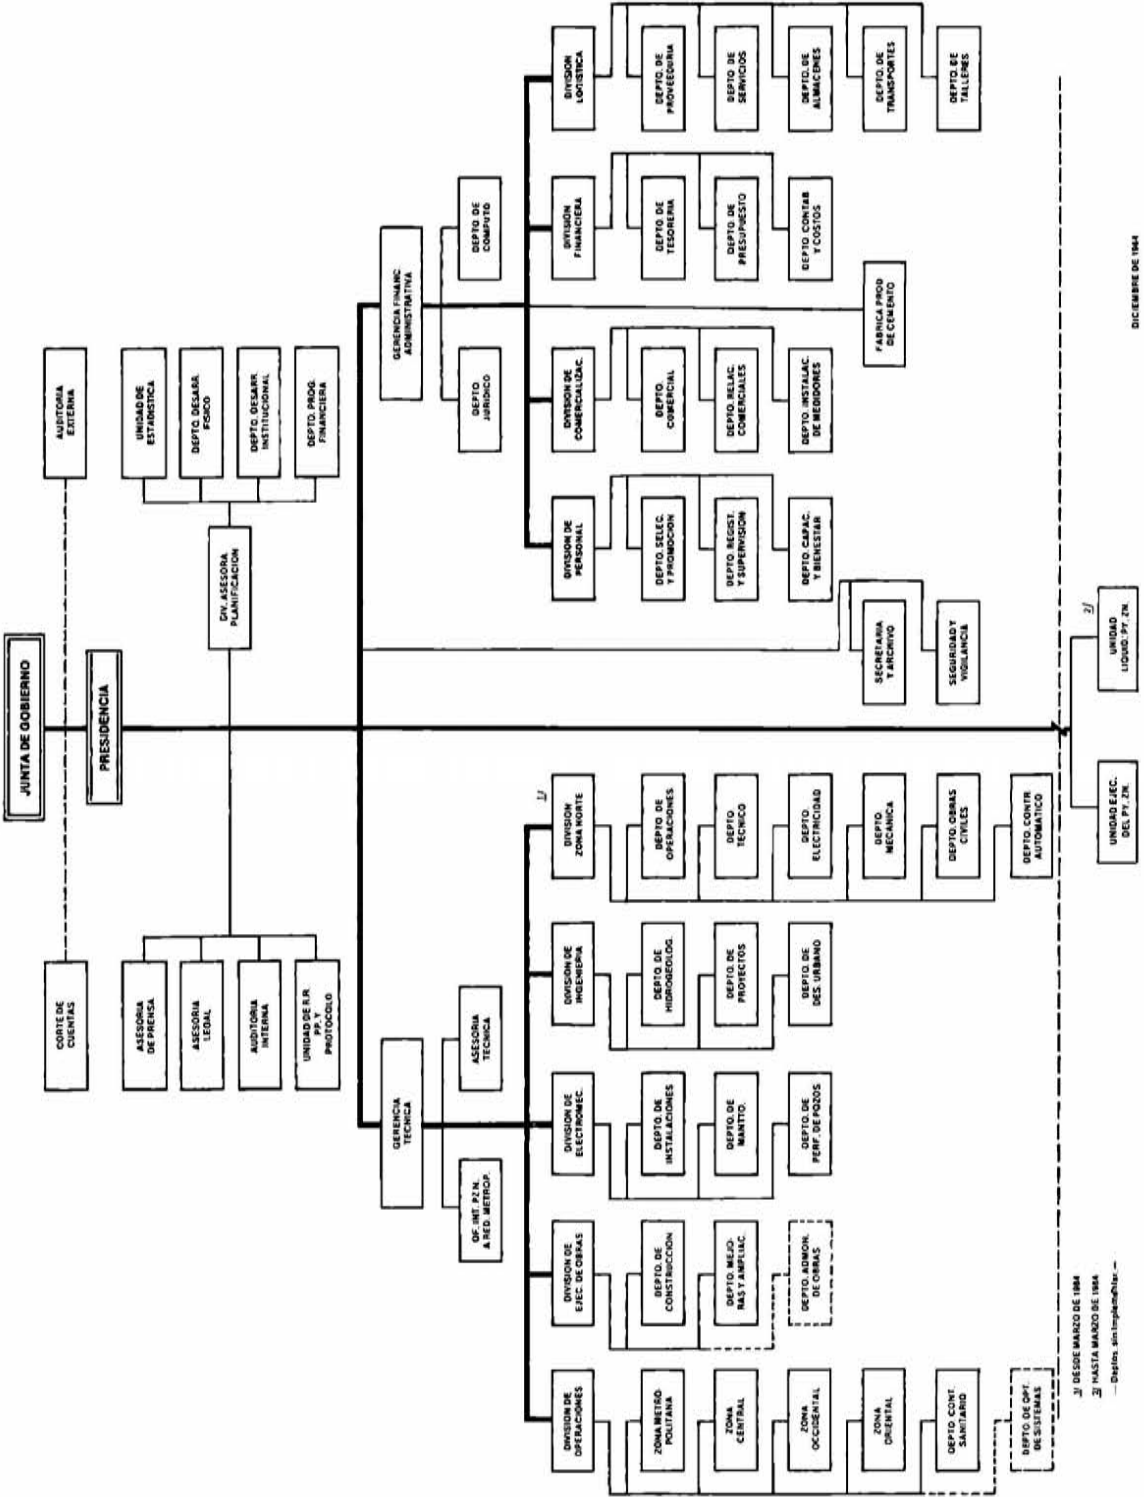 JUNTA DE GOBIERNO
CORTE DE
CUENTAS
AUDITORIA
EXTERNA
PRESIDENCIA
ASESORIA
DE PRENSA
ASESORIA
LEGAL
AUDITORIA
INTERNA
UNIDAD DE R.R.
PP. Y
PROTOCOLO
DIV. ASESORA
PLANIFICACION
UNIDAD DE
ESTADISTICA
DEPTO. DESARR.
FISICO
DEPTO. DESARR.
INSTITUCIONAL
DEPTO. PROG.
FINANCIERA
GERENCIA
TECNICA
GERENCIA FINANC
ADMINISTRATIVA
OF. INT. PZ N.
A RED. METROP.
ASESORIA
TECNICA
DEPTO
JURIDICO
DEPTO. DE
COMPUTO
DIVISION DE
OPERACIONES
ZONA METRO
POLITANA
ZONA
CENTRAL
ZONA
OCCIDENTAL
ZONA
ORIENTAL
DEPTO. CONT.
SANITARIO
DEPTO. DE OPT.
DE SISTEMAS
DIVISION DE
EJEC. DE OBRAS
DEPTO. DE
CONSTRUCCION
DEPTO. MEJO-
RAS Y AMPLIAC.
DEPTO. ADMON.
DE OBRAS
DIVISION DE
ELECTROMEC.
DEPTO. DE
INSTALACIONES
DEPTO. DE
MANTTO.
DEPTO. DE
PERF. DE POZOS
DIVISION DE
INGENIERIA
DEPTO. DE
HIDROGEOLOG.
DEPTO. DE
PROYECTOS
DEPTO. DE
DES. URBANO
1/
DIVISION
ZONA NORTE
DEPTO. DE
OPERACIONES
DEPTO
TECNICO
DEPTO.
ELECTRICIDAD
DEPTO.
MECANICA
DEPTO. OBRAS
CIVILES
DEPTO. CONTR
AUTOMATICO
SECRETARIA
Y ARCHIVO
SEGURIDAD Y
VIGILANCIA
DIVISION DE
PERSONAL
DEPTO. SELEC.
Y PROMOCION
DEPTO. REGIST.
Y SUPERVISION
DEPTO. CAPAC.
Y BIENESTAR
DIVISION DE
COMERCIALIZAC.
DEPTO.
COMERCIAL
DEPTO. RELAC.
COMERCIALES
DEPTO. INSTALAC.
DE MEDIDORES
FABRICA PROD
DE CEMENTO
DIVISION
FINANCIERA
DEPTO. DE
TESORERIA
DEPTO. DE
PRESUPUESTO
DEPTO. CONTAB
Y COSTOS
DIVISION
LOGISTICA
DEPTO. DE
PROVEEDURIA
DEPTO DE
SERVICIOS
DEPTO. DE
ALMACENES
DEPTO. DE
TRANSPORTES
DEPTO. DE
TALLERES
UNIDAD EJEC.
DEL PY. ZN.
2/
UNIDAD
LIQUID. PY. ZN.
1/ DESDE MARZO DE 1984
2/ HASTA MARZO DE 1984
— Deptos. sin implementar.—
DICIEMBRE DE 1984